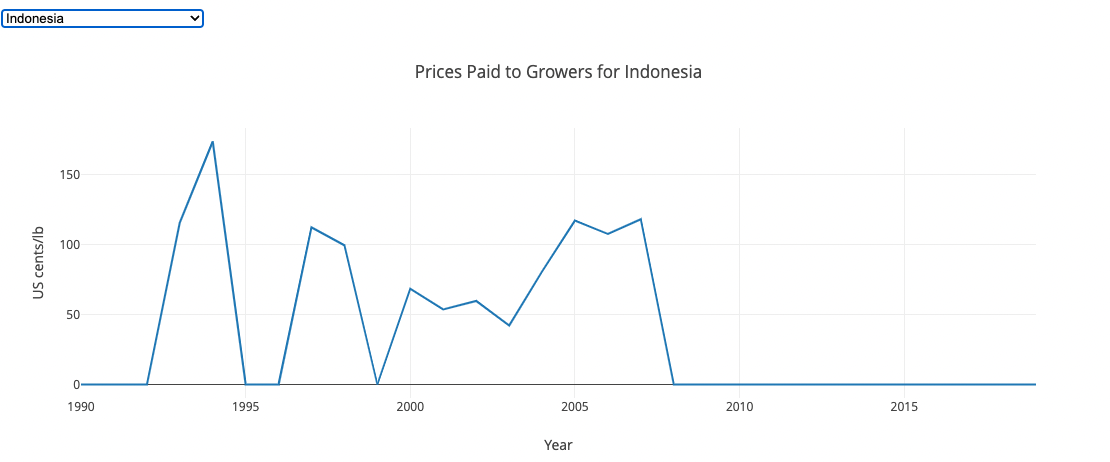 Indonesia
Prices Paid to Growers for Indonesia
150
100
50
0
US cents/lb
1990 1995 2000 2005 2010 2015
Year